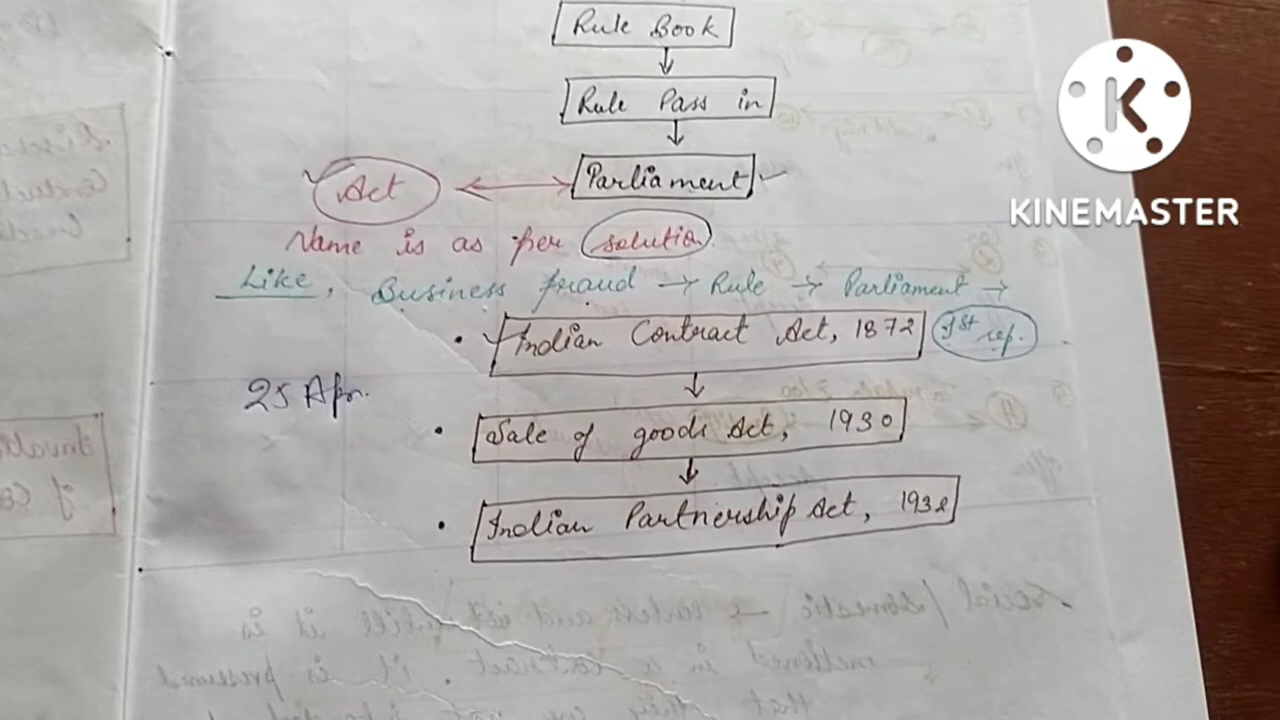 Rule Book
Rule Pass in
Act ↔ Parliament
Name is as per solution.
Like, Business fraud → Rule → Parliament →
• Indian Contract Act, 1872 1st rep.
25 Apr.
• Sale of goods Act, 1930
• Indian Partnership Act, 1932
KINEMASTER